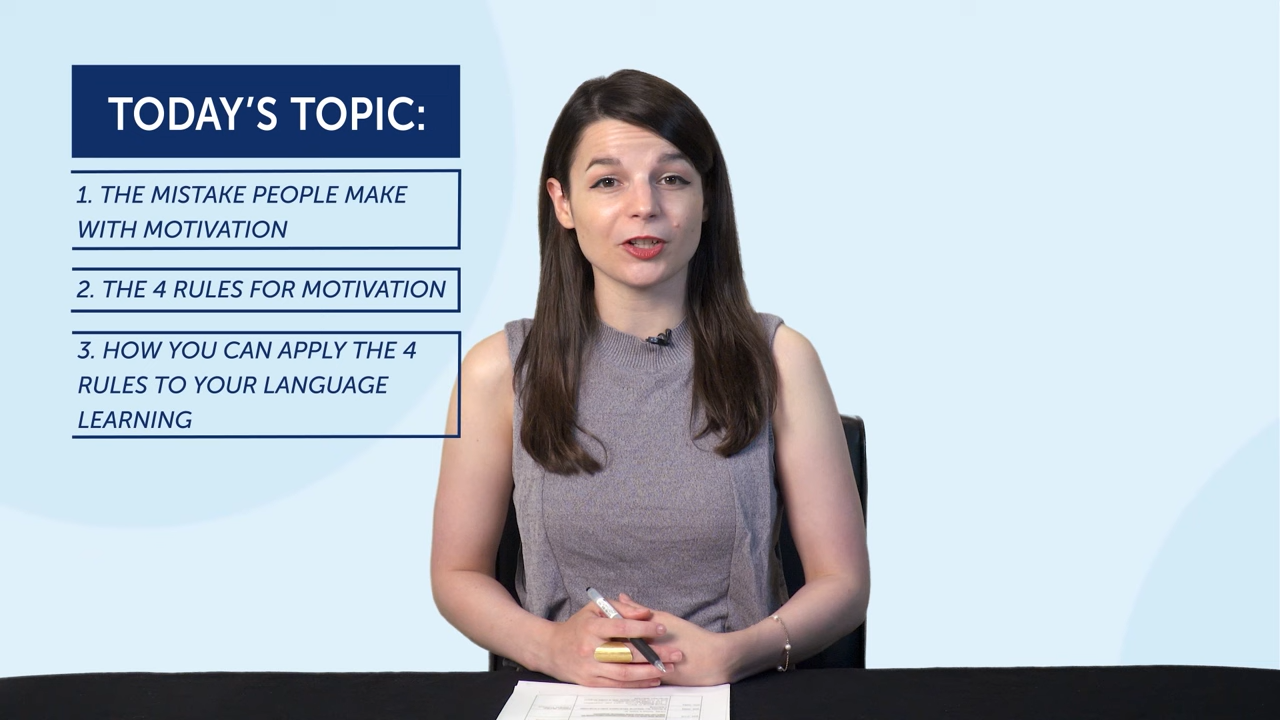 TODAY'S TOPIC:
1. THE MISTAKE PEOPLE MAKE
WITH MOTIVATION
2. THE 4 RULES FOR MOTIVATION
3. HOW YOU CAN APPLY THE 4
RULES TO YOUR LANGUAGE
LEARNING